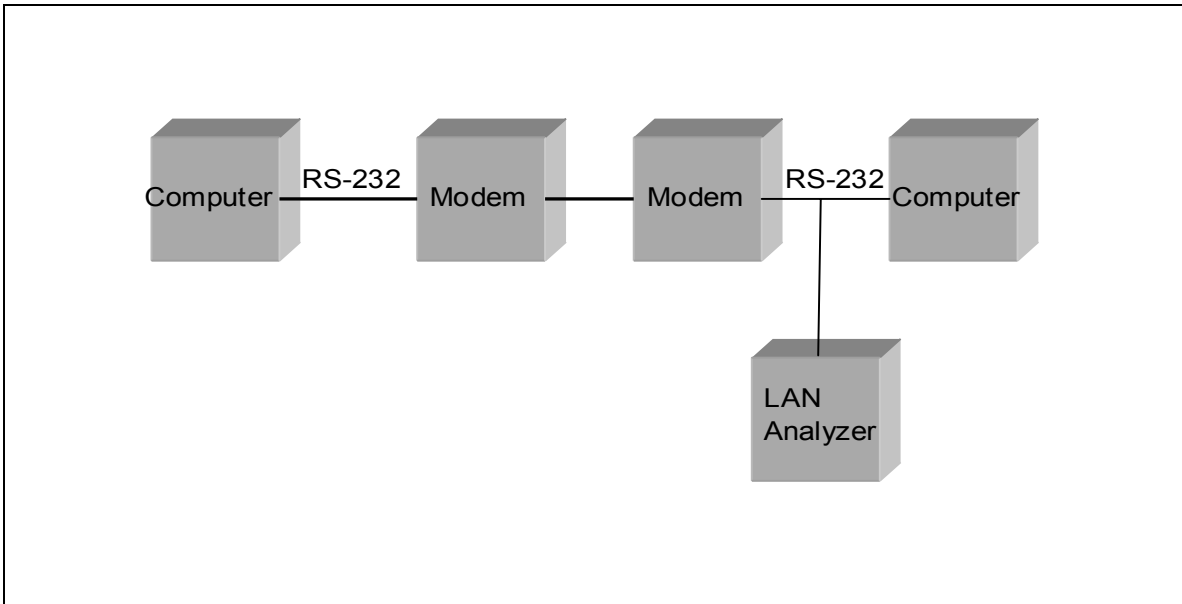 Computer
RS-232
Modem
Modem
RS-232
Computer
LAN
Analyzer